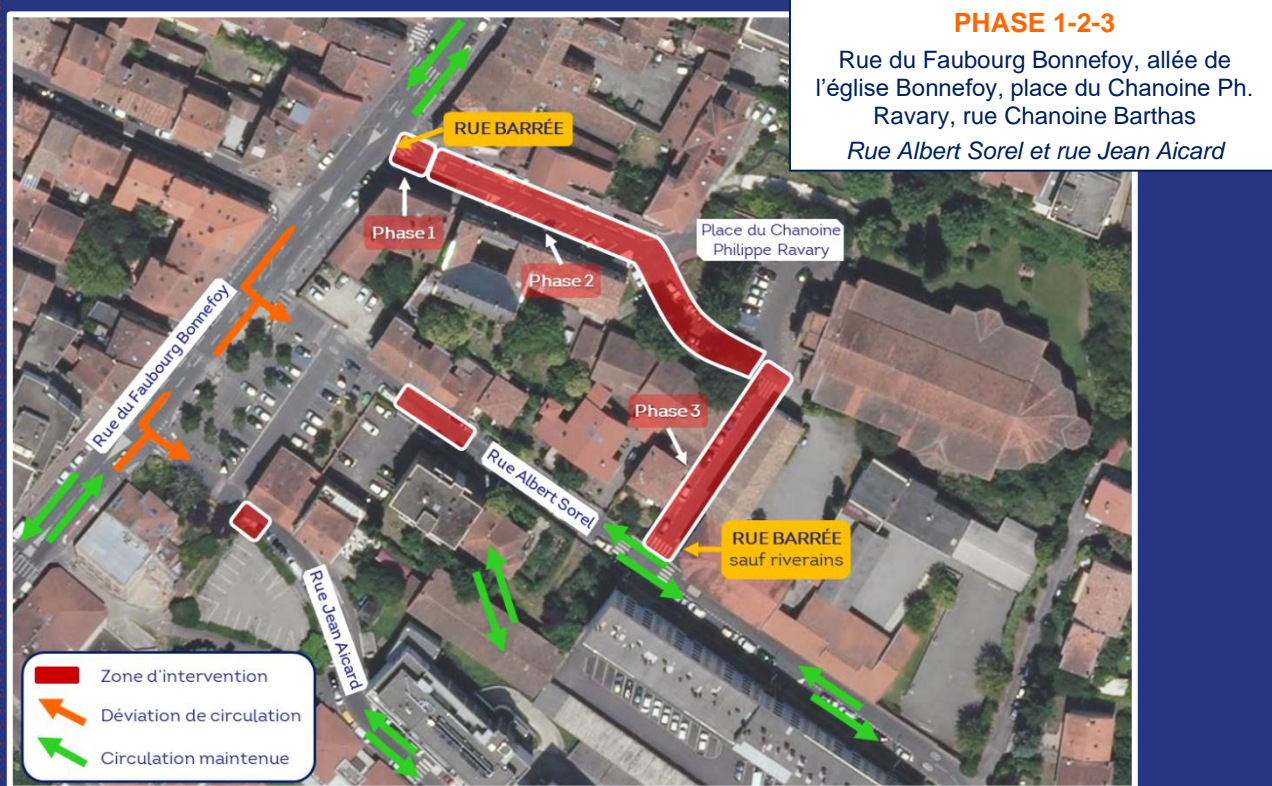 PHASE 1-2-3
Rue du Faubourg Bonnefoy, allée de
l'église Bonnefoy, place du Chanoine Ph.
Ravary, rue Chanoine Barthas
Rue Albert Sorel et rue Jean Aicard
RUE BARRÉE
Phase 1
Phase 2
Place du Chanoine
Philippe Ravary
Rue du Faubourg Bonnefoy
Phase 3
Rue Albert Sorel
RUE BARRÉE
sauf riverains
Rue Jean Aicard
Zone d'intervention
Déviation de circulation
Circulation maintenue